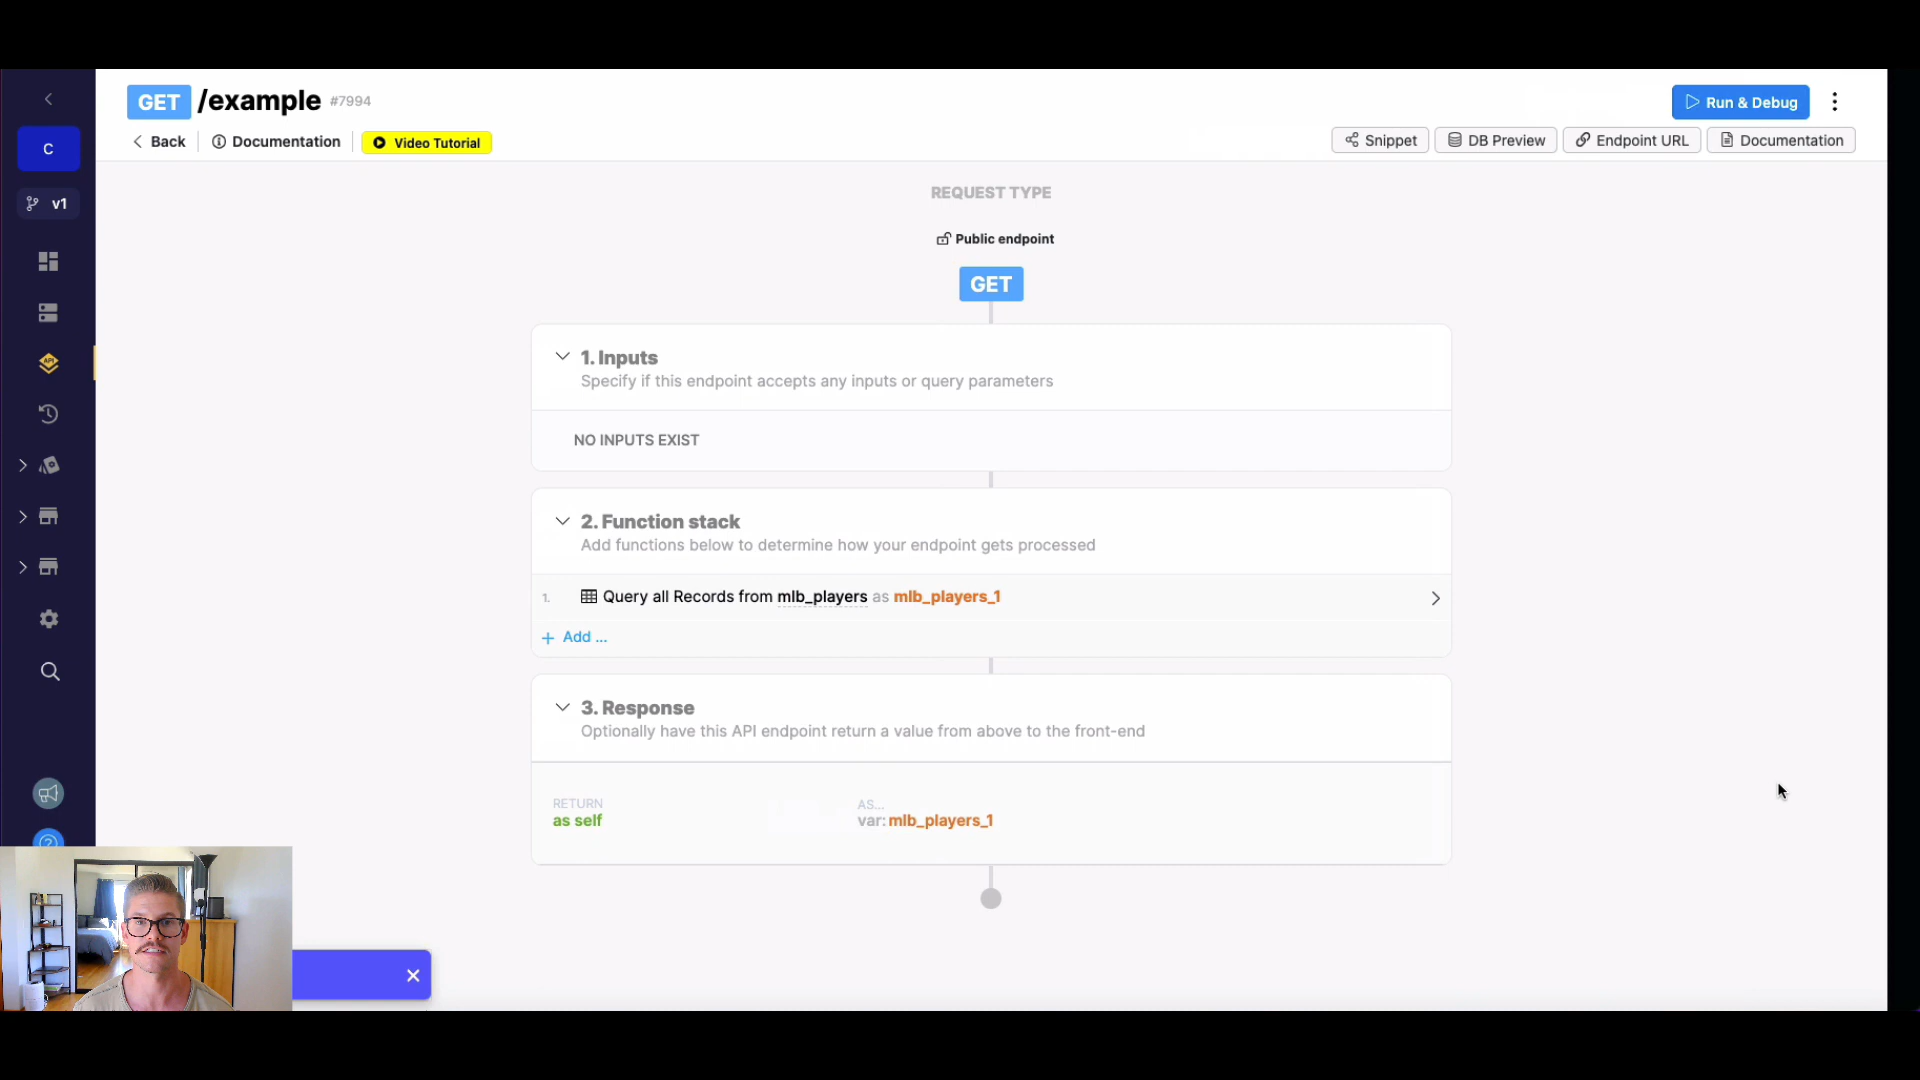 GET /example #7994
Run & Debug
Back
Documentation
Video Tutorial
Snippet
DB Preview
Endpoint URL
Documentation
C
v1
API
REQUEST TYPE
Public endpoint
GET
1. Inputs
Specify if this endpoint accepts any inputs or query parameters
NO INPUTS EXIST
2. Function stack
Add functions below to determine how your endpoint gets processed
1. Query all Records from mlb_players as mlb_players_1
+ Add ...
3. Response
Optionally have this API endpoint return a value from above to the front-end
RETURN
as self
AS...
var: mlb_players_1